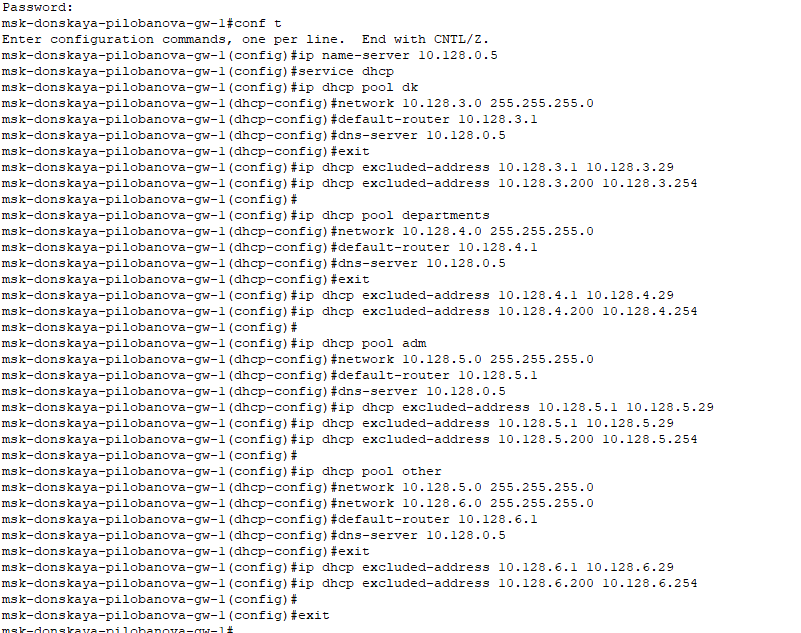 Password:
msk-donskaya-pilobanova-gw-1#conf t
Enter configuration commands, one per line.  End with CNTL/Z.
msk-donskaya-pilobanova-gw-1(config)#ip name-server 10.128.0.5
msk-donskaya-pilobanova-gw-1(config)#service dhcp
msk-donskaya-pilobanova-gw-1(config)#ip dhcp pool dk
msk-donskaya-pilobanova-gw-1(dhcp-config)#network 10.128.3.0 255.255.255.0
msk-donskaya-pilobanova-gw-1(dhcp-config)#default-router 10.128.3.1
msk-donskaya-pilobanova-gw-1(dhcp-config)#dns-server 10.128.0.5
msk-donskaya-pilobanova-gw-1(dhcp-config)#exit
msk-donskaya-pilobanova-gw-1(config)#ip dhcp excluded-address 10.128.3.1 10.128.3.29
msk-donskaya-pilobanova-gw-1(config)#ip dhcp excluded-address 10.128.3.200 10.128.3.254
msk-donskaya-pilobanova-gw-1(config)#
msk-donskaya-pilobanova-gw-1(config)#ip dhcp pool departments
msk-donskaya-pilobanova-gw-1(dhcp-config)#network 10.128.4.0 255.255.255.0
msk-donskaya-pilobanova-gw-1(dhcp-config)#default-router 10.128.4.1
msk-donskaya-pilobanova-gw-1(dhcp-config)#dns-server 10.128.0.5
msk-donskaya-pilobanova-gw-1(dhcp-config)#exit
msk-donskaya-pilobanova-gw-1(config)#ip dhcp excluded-address 10.128.4.1 10.128.4.29
msk-donskaya-pilobanova-gw-1(config)#ip dhcp excluded-address 10.128.4.200 10.128.4.254
msk-donskaya-pilobanova-gw-1(config)#
msk-donskaya-pilobanova-gw-1(config)#ip dhcp pool adm
msk-donskaya-pilobanova-gw-1(dhcp-config)#network 10.128.5.0 255.255.255.0
msk-donskaya-pilobanova-gw-1(dhcp-config)#default-router 10.128.5.1
msk-donskaya-pilobanova-gw-1(dhcp-config)#dns-server 10.128.0.5
msk-donskaya-pilobanova-gw-1(dhcp-config)#ip dhcp excluded-address 10.128.5.1 10.128.5.29
msk-donskaya-pilobanova-gw-1(config)#ip dhcp excluded-address 10.128.5.1 10.128.5.29
msk-donskaya-pilobanova-gw-1(config)#ip dhcp excluded-address 10.128.5.200 10.128.5.254
msk-donskaya-pilobanova-gw-1(config)#
msk-donskaya-pilobanova-gw-1(config)#ip dhcp pool other
msk-donskaya-pilobanova-gw-1(dhcp-config)#network 10.128.5.0 255.255.255.0
msk-donskaya-pilobanova-gw-1(dhcp-config)#network 10.128.6.0 255.255.255.0
msk-donskaya-pilobanova-gw-1(dhcp-config)#default-router 10.128.6.1
msk-donskaya-pilobanova-gw-1(dhcp-config)#dns-server 10.128.0.5
msk-donskaya-pilobanova-gw-1(dhcp-config)#exit
msk-donskaya-pilobanova-gw-1(config)#ip dhcp excluded-address 10.128.6.1 10.128.6.29
msk-donskaya-pilobanova-gw-1(config)#ip dhcp excluded-address 10.128.6.200 10.128.6.254
msk-donskaya-pilobanova-gw-1(config)#
msk-donskaya-pilobanova-gw-1(config)#exit
msk-donskaya-pilobanova-gw-1#